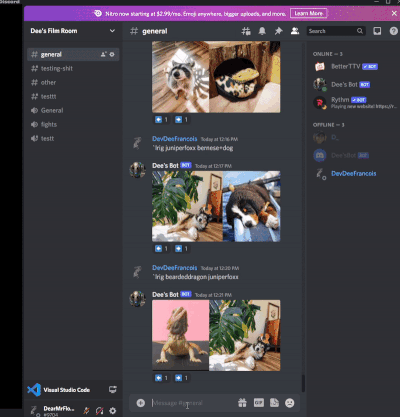 Discord
Nitro now starting at $2.99/mo. Emoji anywhere, bigger uploads, and more. Learn More
Dee's Film Room
# general
Search
# general
# testing-shit
# other
# testtt
General
fights
testt
1 1
DevDeeFrancois Today at 12:16 PM
`lrig juniperfoxx bernese+dog
Dee's Bot BOT Today at 12:17 PM
1 1
DevDeeFrancois Today at 12:20 PM
`lrig beardeddragon juniperfoxx
Dee's Bot BOT Today at 12:21 PM
1 1
Message #general
GIF
ONLINE — 3
BetterTTV BOT
Dee's Bot BOT
Rythm BOT
Playing new website! https://r...
OFFLINE — 3
DevDeeFrancois
Visual Studio Code
DearMrFlo...